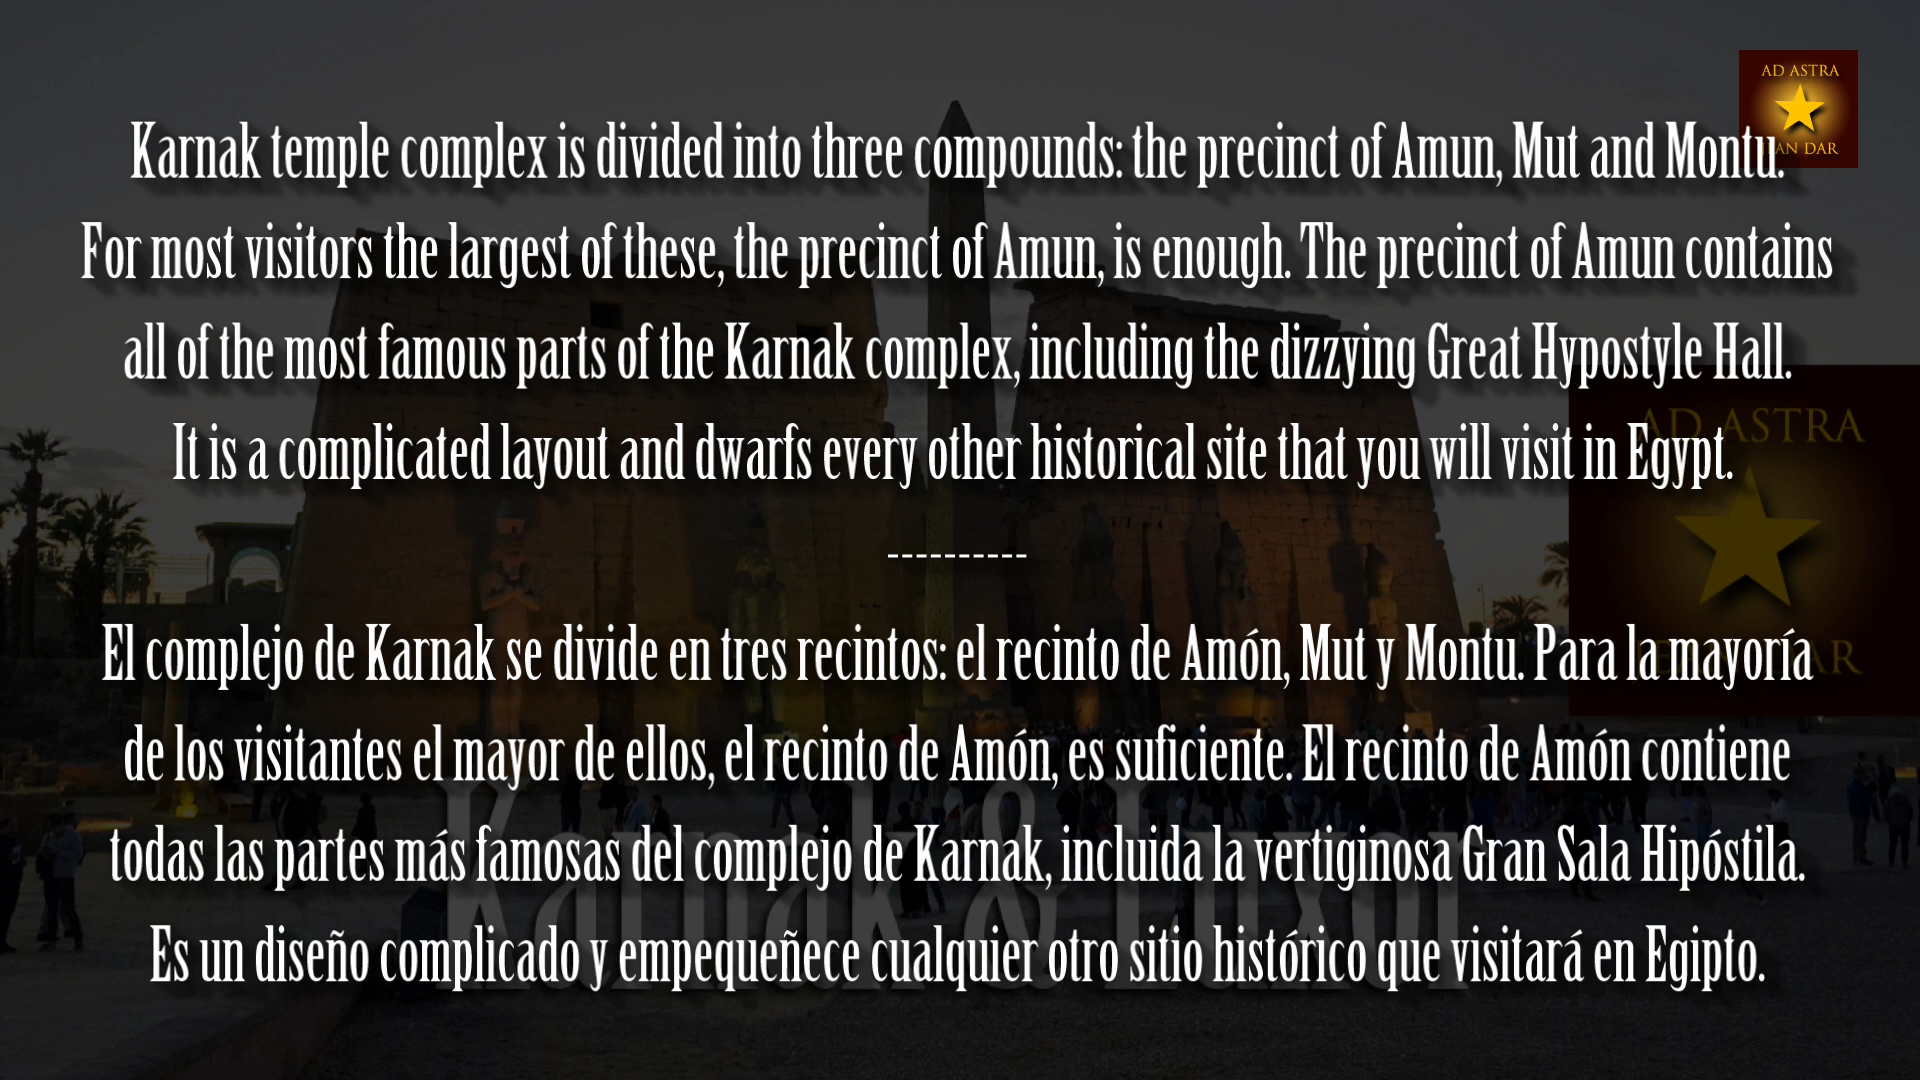 AD ASTRA
Karnak temple complex is divided into three compounds: the precinct of Amun, Mut and Montu.
AN DAR
For most visitors the largest of these, the precinct of Amun, is enough. The precinct of Amun contains
all of the most famous parts of the Karnak complex, including the dizzying Great Hypostyle Hall.
AD ASTRA
It is a complicated layout and dwarfs every other historical site that you will visit in Egypt.
----------
El complejo de Karnak se divide en tres recintos: el recinto de Amón, Mut y Montu. Para la mayoría
de los visitantes el mayor de ellos, el recinto de Amón, es suficiente. El recinto de Amón contiene
todas las partes más famosas del complejo de Karnak, incluida la vertiginosa Gran Sala Hipóstila.
Karnak & Luxor
Es un diseño complicado y empequeñece cualquier otro sitio histórico que visitará en Egipto.